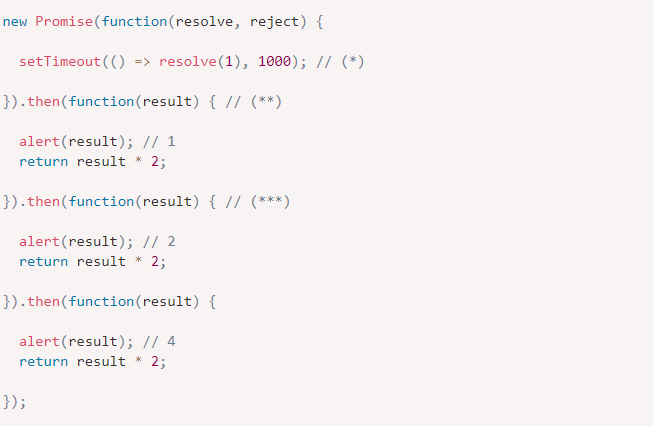 new Promise(function(resolve, reject) {
setTimeout(() => resolve(1), 1000); // (*)
}).then(function(result) { // (**)
alert(result); // 1
return result * 2;
}).then(function(result) { // (***)
alert(result); // 2
return result * 2;
}).then(function(result) {
alert(result); // 4
return result * 2;
});